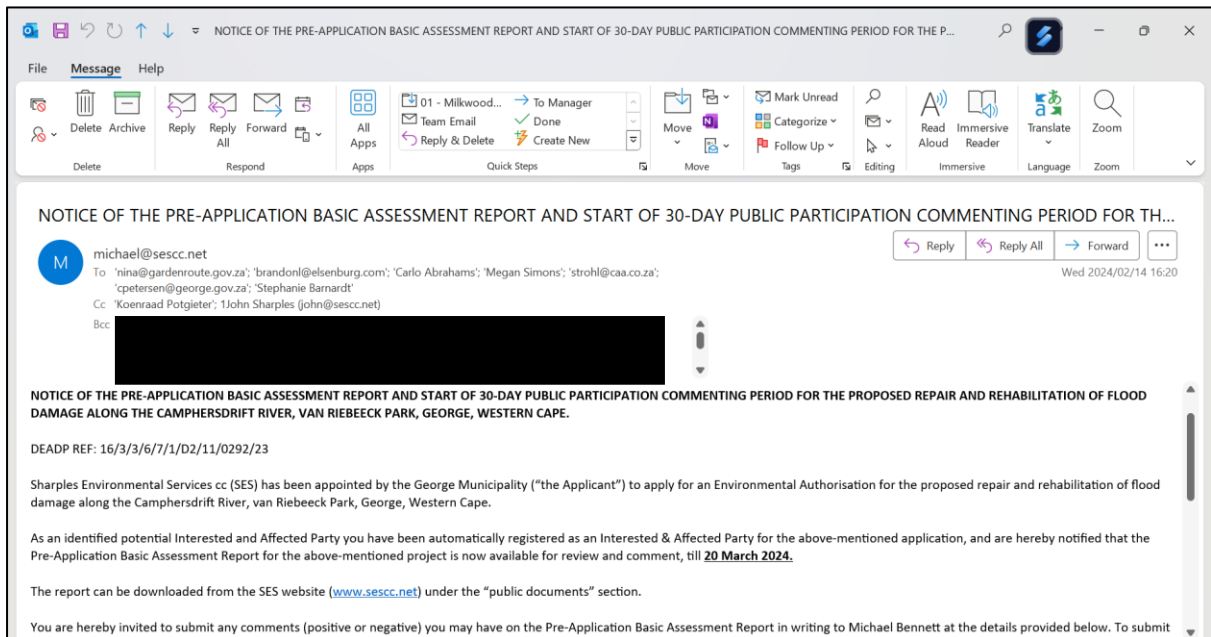 NOTICE OF THE PRE-APPLICATION BASIC ASSESSMENT REPORT AND START OF 30-DAY PUBLIC PARTICIPATION COMMENTING PERIOD FOR THE P...
File Message Help
Delete Archive
Reply Reply All Forward
All Apps
01 - Milkwood... To Manager
Team Email Done
Reply & Delete Create New
Move
Mark Unread
Categorize
Follow Up
Read Aloud Immersive Reader
Translate
Zoom
Delete Respond Apps Quick Steps Move Tags Editing Immersive Language Zoom
NOTICE OF THE PRE-APPLICATION BASIC ASSESSMENT REPORT AND START OF 30-DAY PUBLIC PARTICIPATION COMMENTING PERIOD FOR TH...
Reply Reply All Forward
M
michael@sescc.net
To 'nina@gardenroute.gov.za'; 'brandonl@elsenburg.com'; 'Carlo Abrahams'; 'Megan Simons'; 'strohl@caa.co.za';
'cpetersen@george.gov.za'; 'Stephanie Barnardt'
Wed 2024/02/14 16:20
Cc 'Koenraad Potgieter'; 1John Sharples (john@sescc.net)
Bcc
NOTICE OF THE PRE-APPLICATION BASIC ASSESSMENT REPORT AND START OF 30-DAY PUBLIC PARTICIPATION COMMENTING PERIOD FOR THE PROPOSED REPAIR AND REHABILITATION OF FLOOD
DAMAGE ALONG THE CAMPHERSDRIFT RIVER, VAN RIEBEECK PARK, GEORGE, WESTERN CAPE.
DEADP REF: 16/3/3/6/7/1/D2/11/0292/23
Sharples Environmental Services cc (SES) has been appointed by the George Municipality ("the Applicant") to apply for an Environmental Authorisation for the proposed repair and rehabilitation of flood
damage along the Camphersdrift River, van Riebeeck Park, George, Western Cape.
As an identified potential Interested and Affected Party you have been automatically registered as an Interested & Affected Party for the above-mentioned application, and are hereby notified that the
Pre-Application Basic Assessment Report for the above-mentioned project is now available for review and comment, till 20 March 2024.
The report can be downloaded from the SES website (www.sescc.net) under the "public documents" section.
You are hereby invited to submit any comments (positive or negative) you may have on the Pre-Application Basic Assessment Report in writing to Michael Bennett at the details provided below. To submit